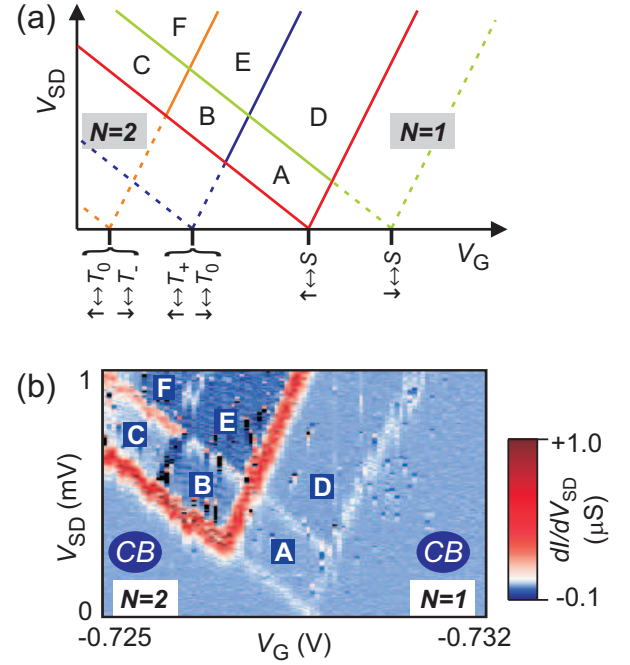 (a)
F
C
E
V_SD
B
D
N=2
N=1
A
V_G
↑↔T_0
↓↔T_-
↑↔T_+
↓↔T_0
↑↔S
↓↔S
(b)
1
F
E
C
B
D
A
V_SD (mV)
CB
CB
N=2
N=1
0
-0.725
V_G (V)
-0.732
+1.0
dI/dV_SD
(µS)
-0.1